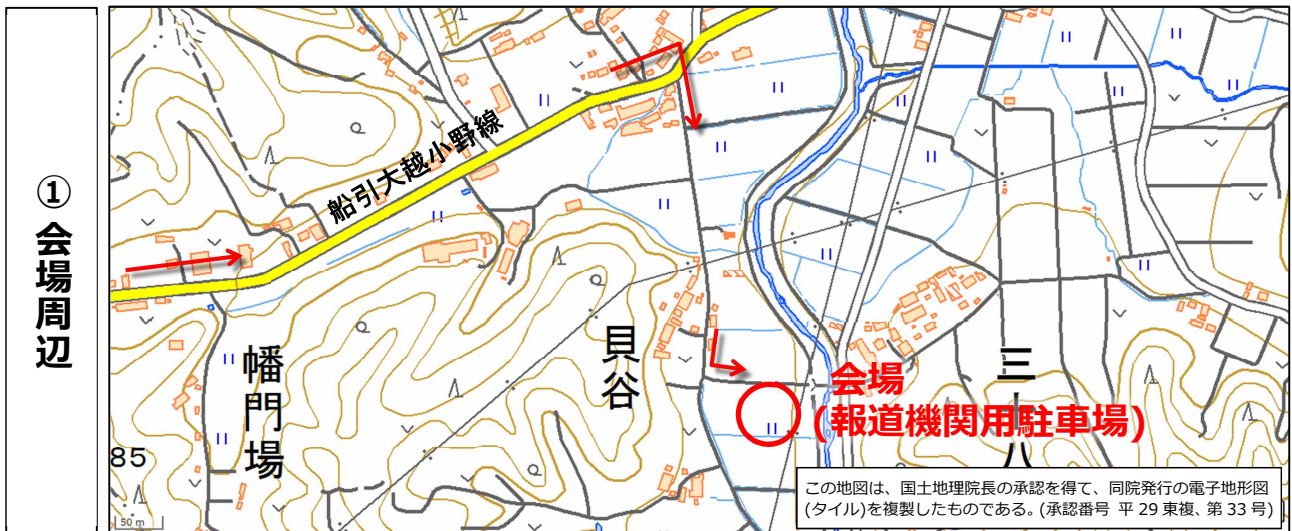 ①会場周辺
船引大越小野線
幡門場
貝谷
三十八
85
50 m
会場
(報道機関用駐車場)
この地図は、国土地理院長の承認を得て、同院発行の電子地形図
(タイル)を複製したものである。(承認番号 平 29 東複、第 33 号)